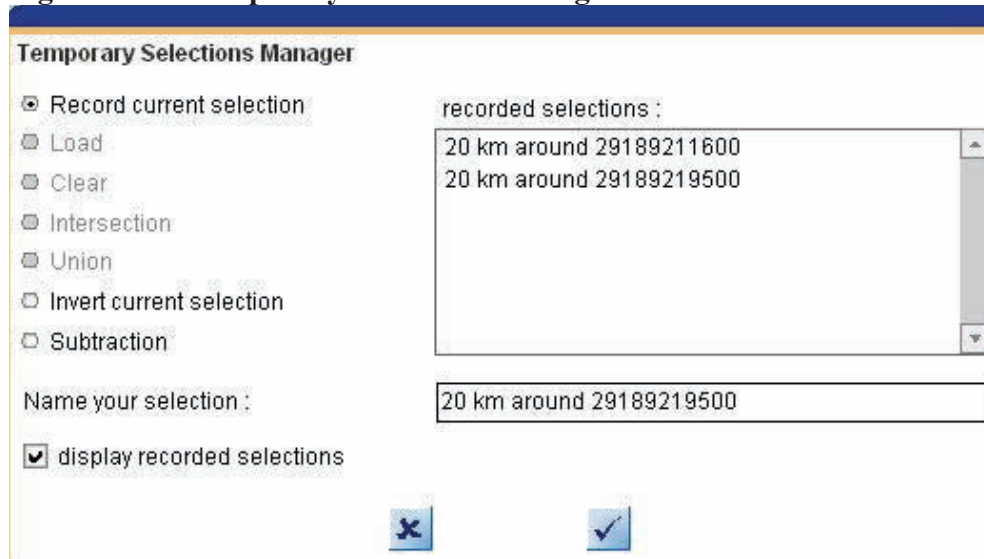 Temporary Selections Manager
Record current selection
Load
Clear
Intersection
Union
Invert current selection
Subtraction
recorded selections :
20 km around 29189211600
20 km around 29189219500
Name your selection :
20 km around 29189219500
display recorded selections